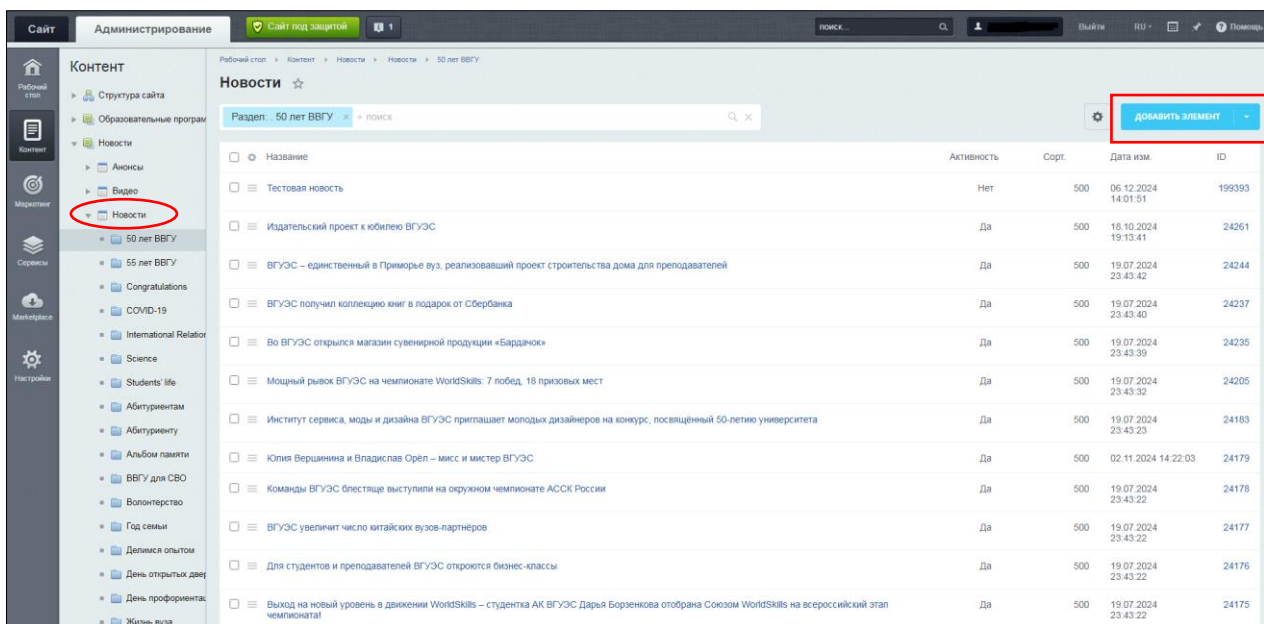 Сайт
Администрирование
Сайт под защитой
1
поиск...
Выйти
RU
Помощь
Рабочий стол
Контент
Маркетинг
Сервисы
Marketplace
Настройки
Контент
Структура сайта
Образовательные програм
Новости
Анонсы
Видео
Новости
50 лет ВВГУ
55 лет ВВГУ
Congratulations
COVID-19
International Relation
Science
Students' life
Абитуриентам
Абитуриенту
Альбом памяти
ВВГУ для СВО
Волонтерство
Год семьи
Делимся опытом
День открытых двер
День профориентац
Жизнь вуза
Рабочий стол Контент Новости Новости 50 лет ВВГУ
Новости
Раздел: . 50 лет ВВГУ × + поиск
ДОБАВИТЬ ЭЛЕМЕНТ
Название Активность Сорт. Дата изм. ID
Тестовая новость Нет 500 06.12.2024 14:01:51 199393
Издательский проект к юбилею ВГУЭС Да 500 18.10.2024 19:13:41 24261
ВГУЭС – единственный в Приморье вуз, реализовавший проект строительства дома для преподавателей Да 500 19.07.2024 23:43:42 24244
ВГУЭС получил коллекцию книг в подарок от Сбербанка Да 500 19.07.2024 23:43:40 24237
Во ВГУЭС открылся магазин сувенирной продукции «Бардачок» Да 500 19.07.2024 23:43:39 24235
Мощный рывок ВГУЭС на чемпионате WorldSkills: 7 побед, 18 призовых мест Да 500 19.07.2024 23:43:32 24205
Институт сервиса, моды и дизайна ВГУЭС приглашает молодых дизайнеров на конкурс, посвящённый 50-летию университета Да 500 19.07.2024 23:43:23 24183
Юлия Вершинина и Владислав Орёл – мисс и мистер ВГУЭС Да 500 02.11.2024 14:22:03 24179
Команды ВГУЭС блестяще выступили на окружном чемпионате АССК России Да 500 19.07.2024 23:43:22 24178
ВГУЭС увеличит число китайских вузов-партнёров Да 500 19.07.2024 23:43:22 24177
Для студентов и преподавателей ВГУЭС откроются бизнес-классы Да 500 19.07.2024 23:43:22 24176
Выход на новый уровень в движении WorldSkills – студентка АК ВГУЭС Дарья Борзенкова отобрана Союзом WorldSkills на всероссийский этап
чемпионата! Да 500 19.07.2024 23:43:22 24175